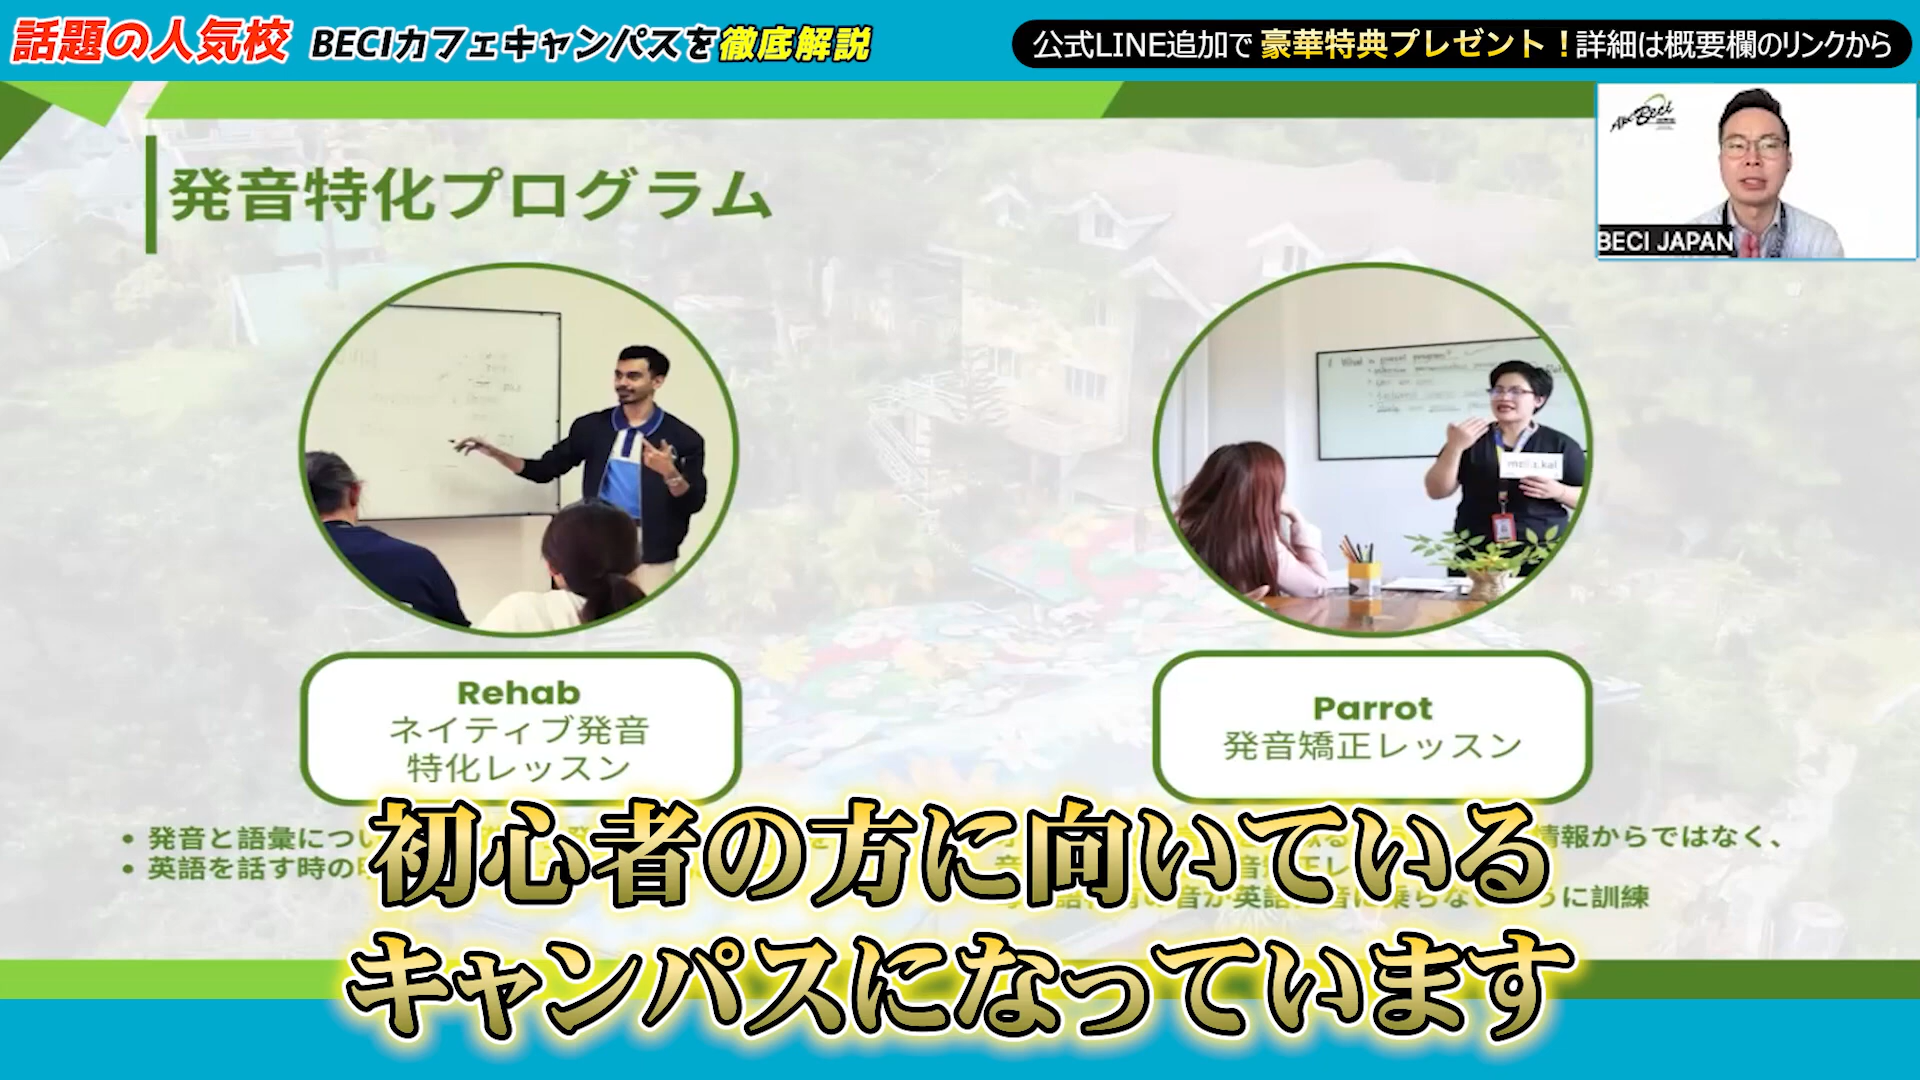 話題の人気校 BECIカフェキャンパスを徹底解説
公式LINE追加で 豪華特典プレゼント！詳細は概要欄のリンクから
Beci
BECI JAPAN
発音特化プログラム
Rehab
ネイティブ発音
特化レッスン
Parrot
発音矯正レッスン
• 発音と語彙につい
• 英語を話す時の
情報からではなく、
音が英語
に訓練
初心者の方に向いている
キャンパスになっています